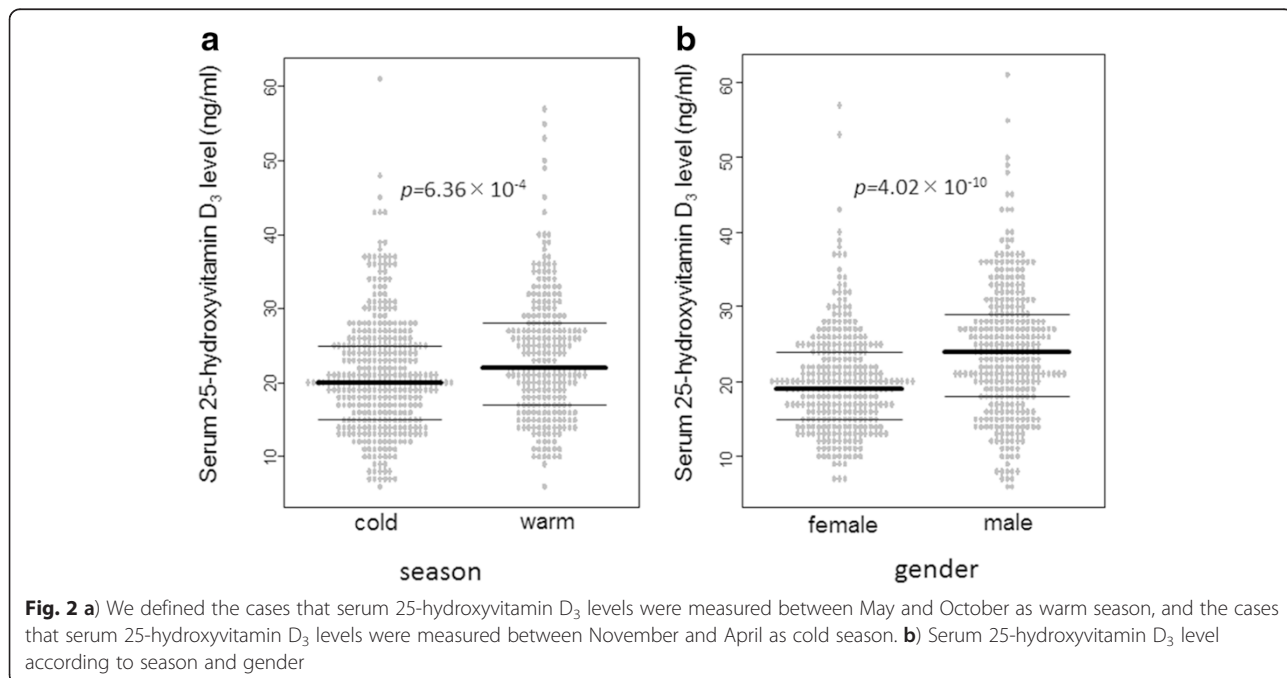 a
Serum 25-hydroxyvitamin D₃ level (ng/ml)
60
50
40
30
20
10
p=6.36×10⁻⁴
cold warm
season
b
Serum 25-hydroxyvitamin D₃ level (ng/ml)
60
50
40
30
20
10
p=4.02×10⁻¹⁰
female male
gender
Fig. 2 a) We defined the cases that serum 25-hydroxyvitamin D₃ levels were measured between May and October as warm season, and the cases
that serum 25-hydroxyvitamin D₃ levels were measured between November and April as cold season. b) Serum 25-hydroxyvitamin D₃ level
according to season and gender